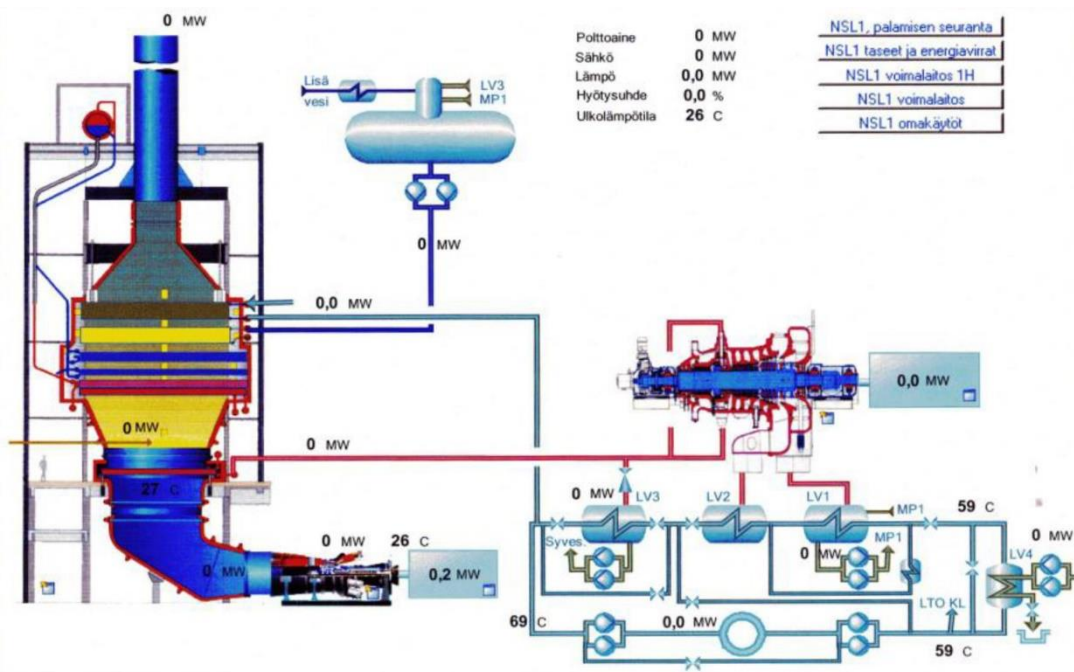 0 MW
Polttoaine 0 MW
Sähkö 0 MW
Lämpö 0,0 MW
Hyötysuhde 0,0 %
Ulkolämpötila 26 C
NSL1, palamisen seuranta
NSL1 taseet ja energiavirrat
NSL1 voimalaitos 1H
NSL1 voimalaitos
NSL1 omakäytöt
Lisä
vesi
LV3
MP1
0 MW
0,0 MW
0,0 MW
0 MW
0 MW
27 C
0 MW
0 MW
26 C
0,2 MW
0 MW
LV3
LV2
LV1
MP1
59 C
0 MW
Syves.
0 MW
MP1
LV4
69 C
0,0 MW
LTO KL
59 C